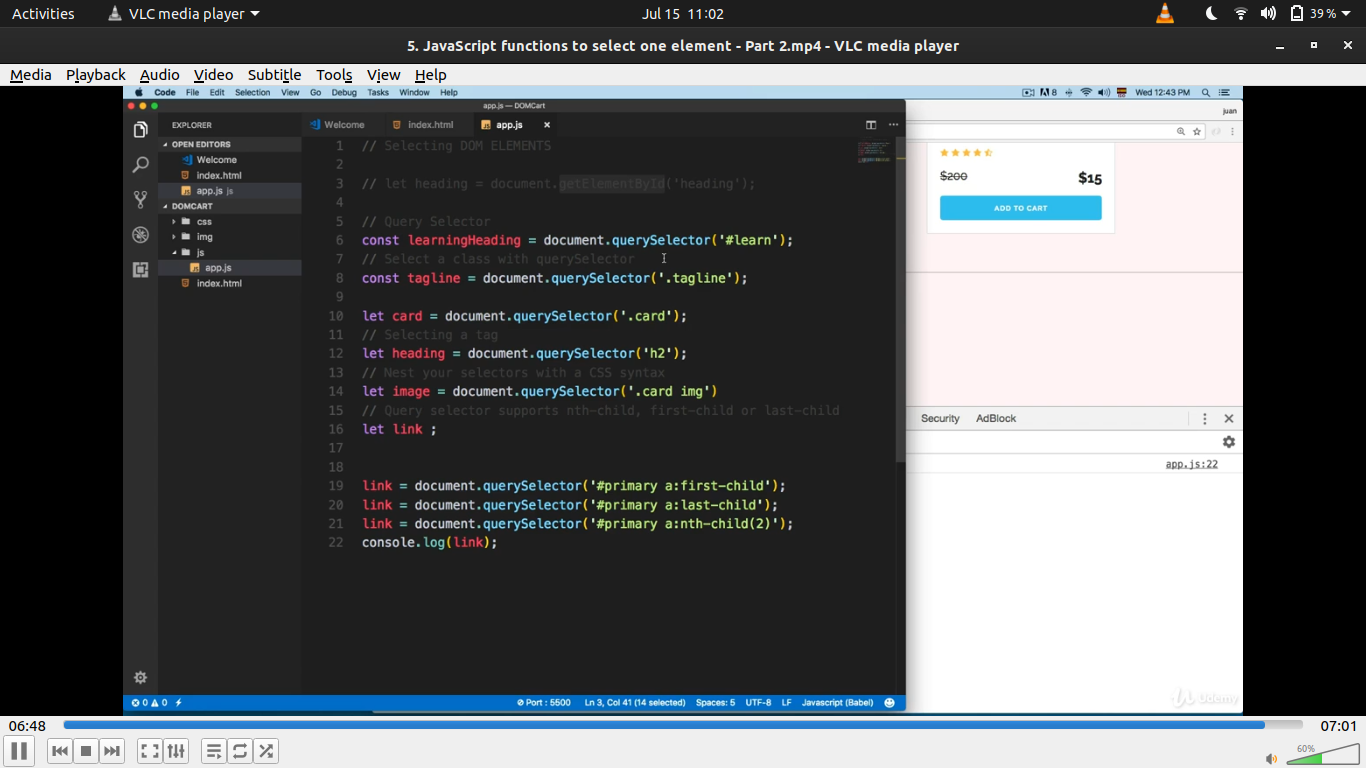 Activities VLC media player Jul 15 11:02 39 %
5. JavaScript functions to select one element - Part 2.mp4 - VLC media player
Media Playback Audio Video Subtitle Tools View Help
Code File Edit Selection View Go Debug Tasks Window Help 8 Wed 12:43 PM
app.js — DOMCart
juan
EXPLORER
OPEN EDITORS
Welcome
index.html
app.js js
DOMCART
css
img
js
app.js
index.html
Welcome index.html app.js
1 // Selecting DOM ELEMENTS
2
3 // let heading = document.getElementById('heading');
4
5 // Query Selector
6 const learningHeading = document.querySelector('#learn');
7 // Select a class with querySelector
8 const tagline = document.querySelector('.tagline');
9
10 let card = document.querySelector('.card');
11 // Selecting a tag
12 let heading = document.querySelector('h2');
13 // Nest your selectors with a CSS syntax
14 let image = document.querySelector('.card img')
15 // Query selector supports nth-child, first-child or last-child
16 let link ;
17
18
19 link = document.querySelector('#primary a:first-child');
20 link = document.querySelector('#primary a:last-child');
21 link = document.querySelector('#primary a:nth-child(2)');
22 console.log(link);
$200 $15
ADD TO CART
Security AdBlock
app.js:22
Udemy
0 0 Port : 5500 Ln 3, Col 41 (14 selected) Spaces: 5 UTF-8 LF Javascript (Babel)
06:48 07:01
60%